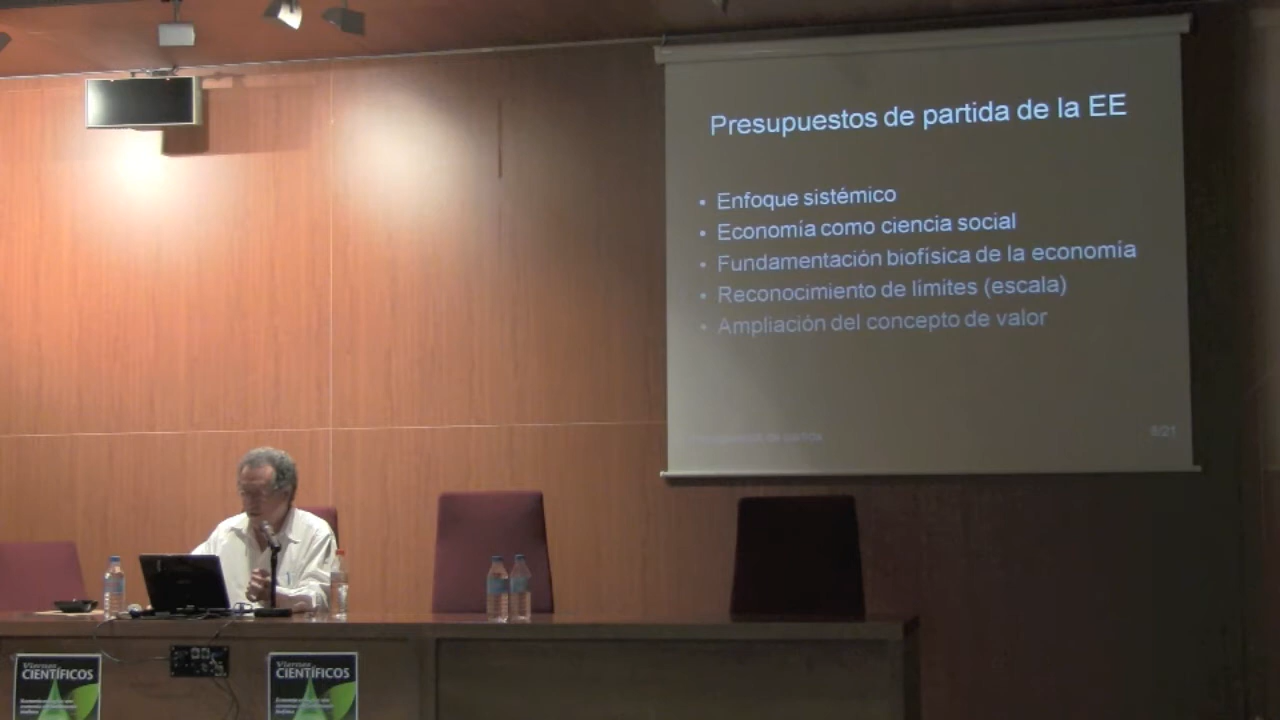 Presupuestos de partida de la EE
• Enfoque sistémico
• Economía como ciencia social
• Fundamentación biofísica de la economía
• Reconocimiento de límites (escala)
• Ampliación del concepto de valor
6/21
Viernes
CIENTÍFICOS
Viernes
CIENTÍFICOS